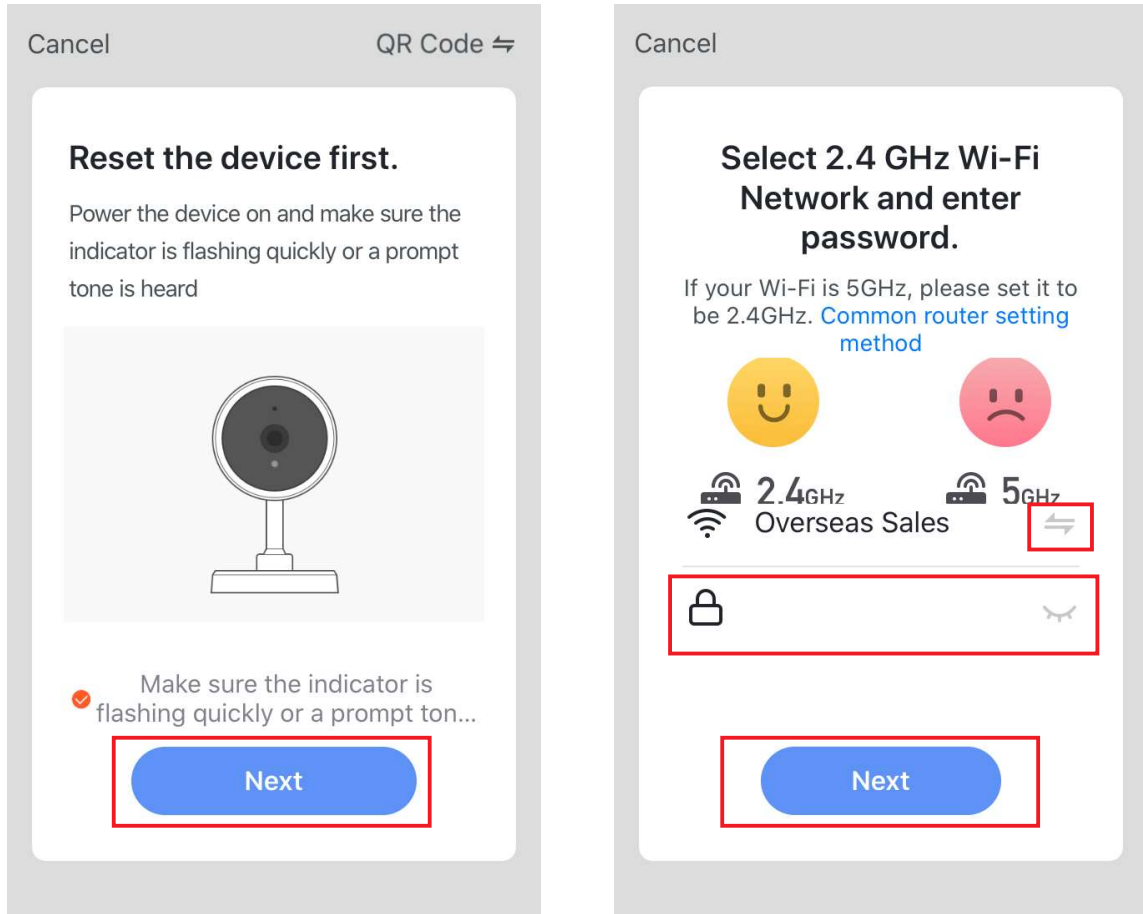 Cancel
QR Code
Reset the device first.
Power the device on and make sure the
indicator is flashing quickly or a prompt
tone is heard
Make sure the indicator is
flashing quickly or a prompt ton...
Next
Cancel
Select 2.4 GHz Wi-Fi
Network and enter
password.
If your Wi-Fi is 5GHz, please set it to
be 2.4GHz. Common router setting
method
2.4GHz
5GHz
Overseas Sales
Next